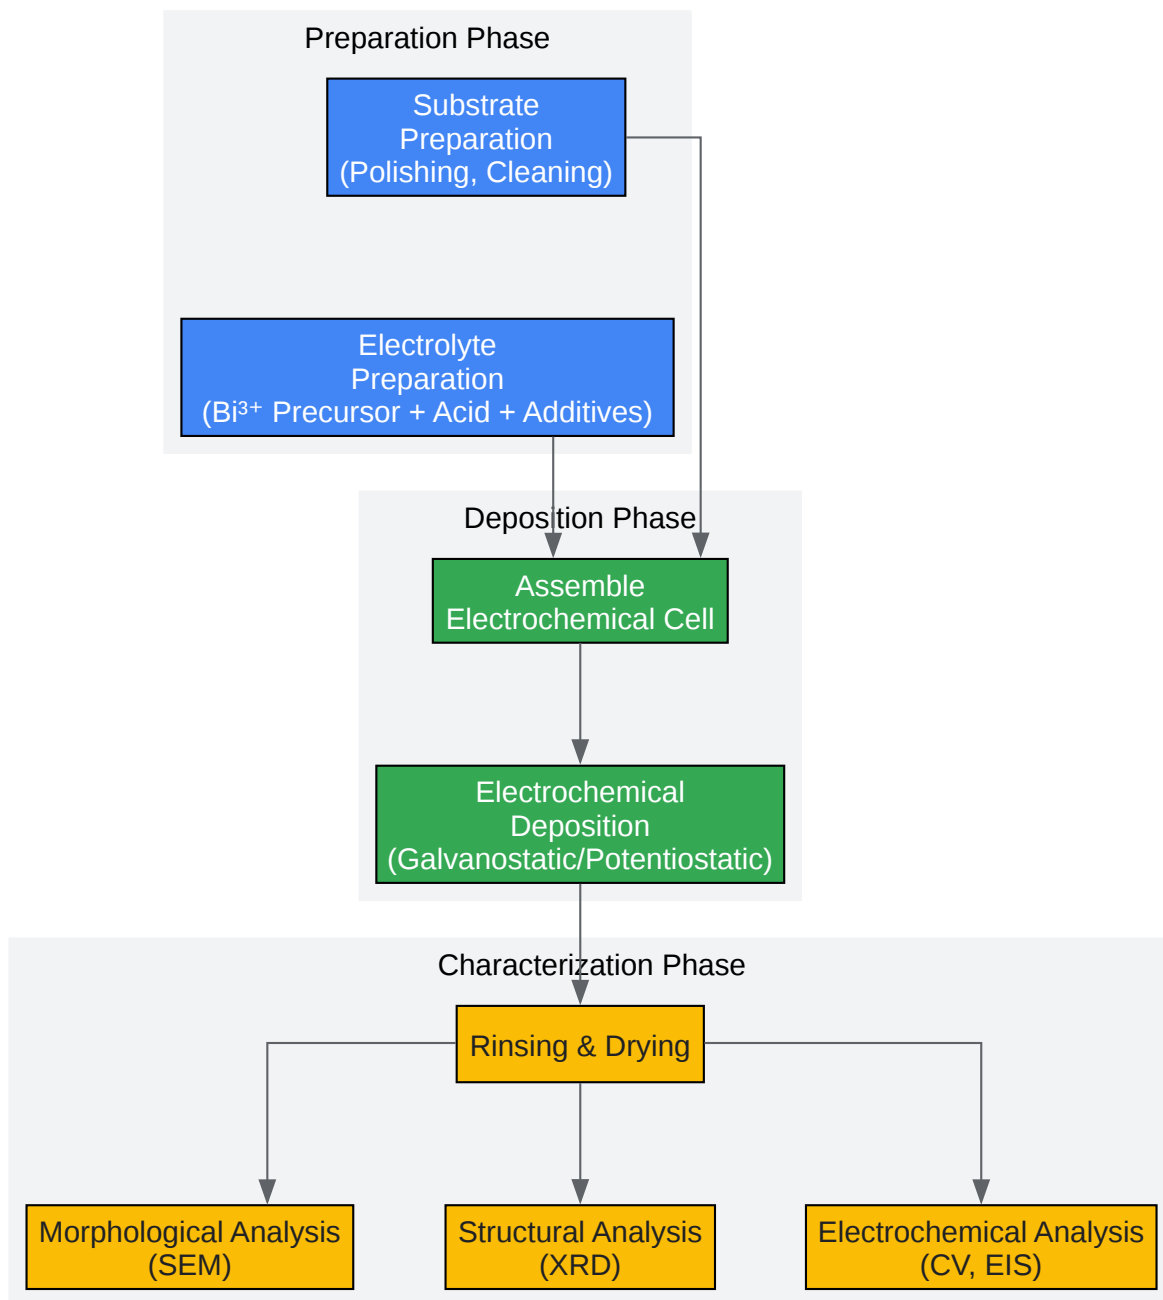 Preparation Phase
Substrate
Preparation
(Polishing, Cleaning)
Electrolyte
Preparation
(Bi³⁺ Precursor + Acid + Additives)
Deposition Phase
Assemble
Electrochemical Cell
Electrochemical
Deposition
(Galvanostatic/Potentiostatic)
Characterization Phase
Rinsing & Drying
Morphological Analysis
(SEM)
Structural Analysis
(XRD)
Electrochemical Analysis
(CV, EIS)